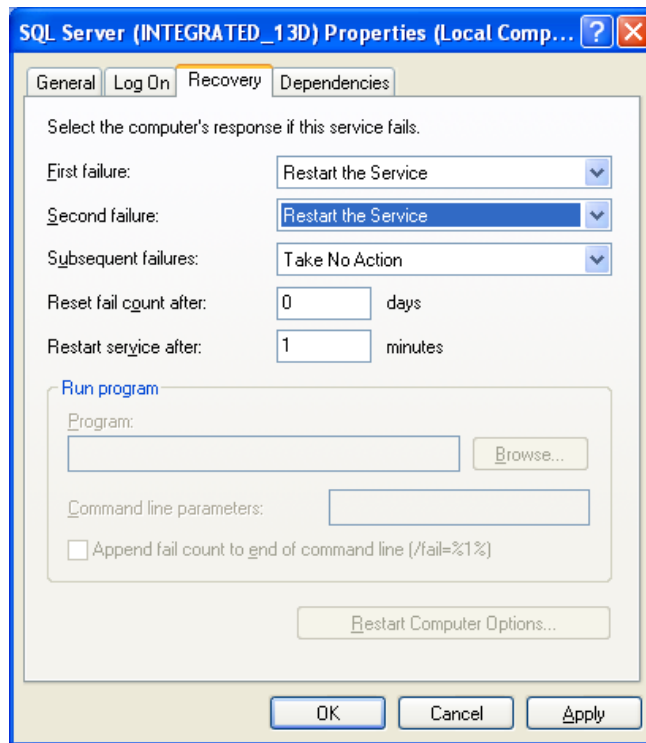 SQL Server (INTEGRATED_13D) Properties (Local Comp...
General Log On Recovery Dependencies
Select the computer's response if this service fails.
First failure: Restart the Service
Second failure: Restart the Service
Subsequent failures: Take No Action
Reset fail count after: 0 days
Restart service after: 1 minutes
Run program
Program:
Browse...
Command line parameters:
Append fail count to end of command line (/fail=%1%)
Restart Computer Options...
OK Cancel Apply